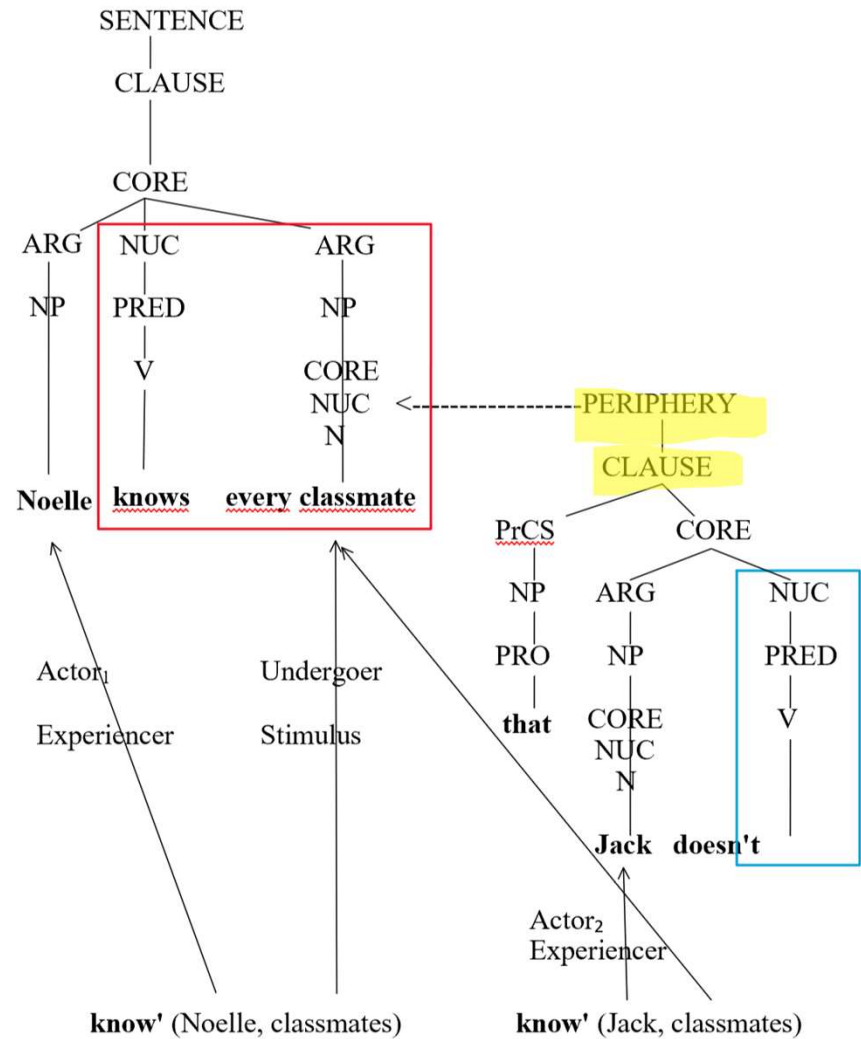 SENTENCE
CLAUSE
CORE
ARG NUC ARG
NP PRED NP
V CORE
NUC
N
PERIPHERY
CLAUSE
Noelle knows every classmate
PrCS CORE
NP ARG NUC
PRO NP PRED
that CORE V
NUC
N
Jack doesn't
Actor₁ Undergoer
Experiencer Stimulus
Actor₂
Experiencer
know' (Noelle, classmates) know' (Jack, classmates)